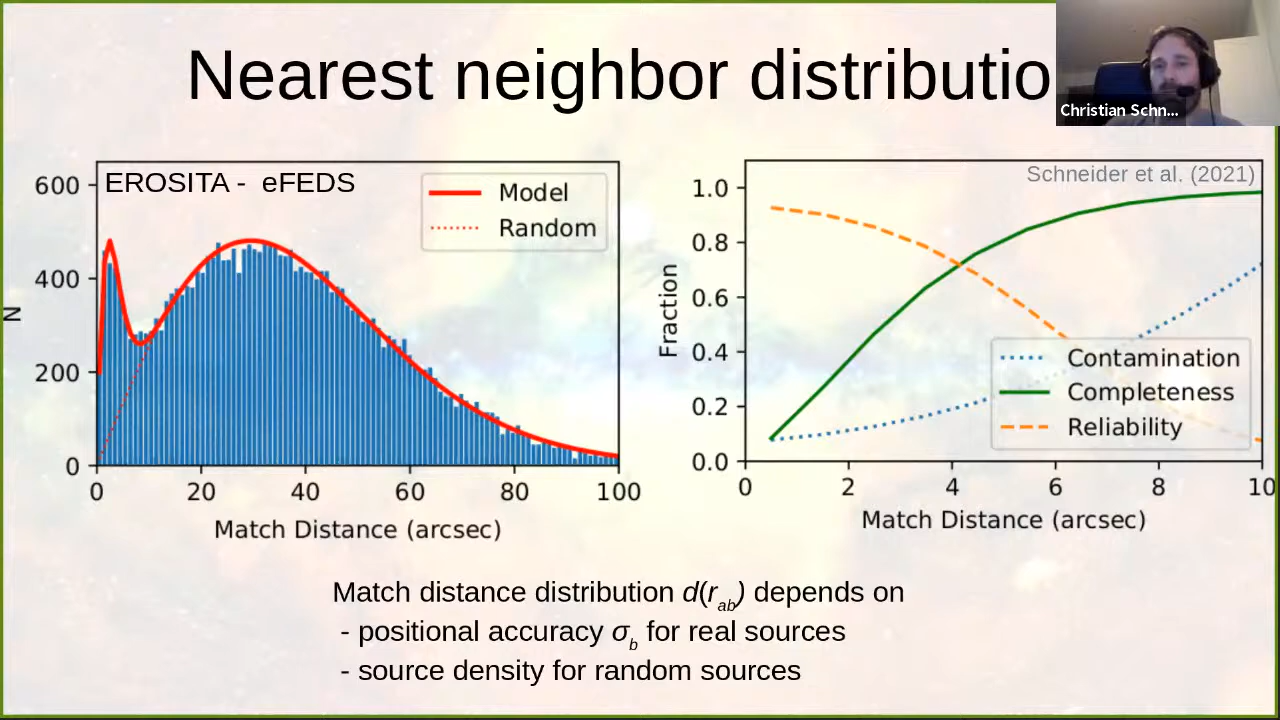 Nearest neighbor distributio
Christian Schn...
EROSITA - eFEDS
Model
Random
600
400
200
0
N
0 20 40 60 80 100
Match Distance (arcsec)
Schneider et al. (2021)
1.0
0.8
0.6
0.4
0.2
0.0
Fraction
Contamination
Completeness
Reliability
0 2 4 6 8 10
Match Distance (arcsec)
Match distance distribution d(r_ab) depends on
- positional accuracy σ_b for real sources
- source density for random sources